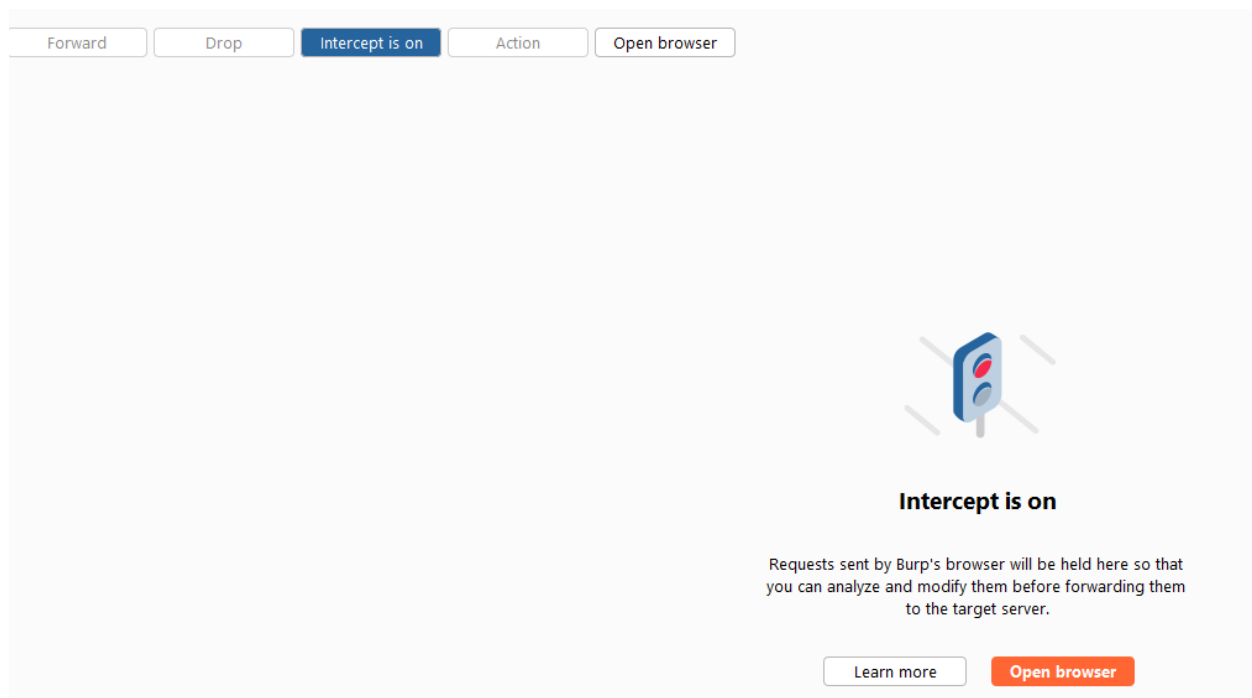 Forward Drop Intercept is on Action Open browser
Intercept is on
Requests sent by Burp's browser will be held here so that
you can analyze and modify them before forwarding them
to the target server.
Learn more Open browser